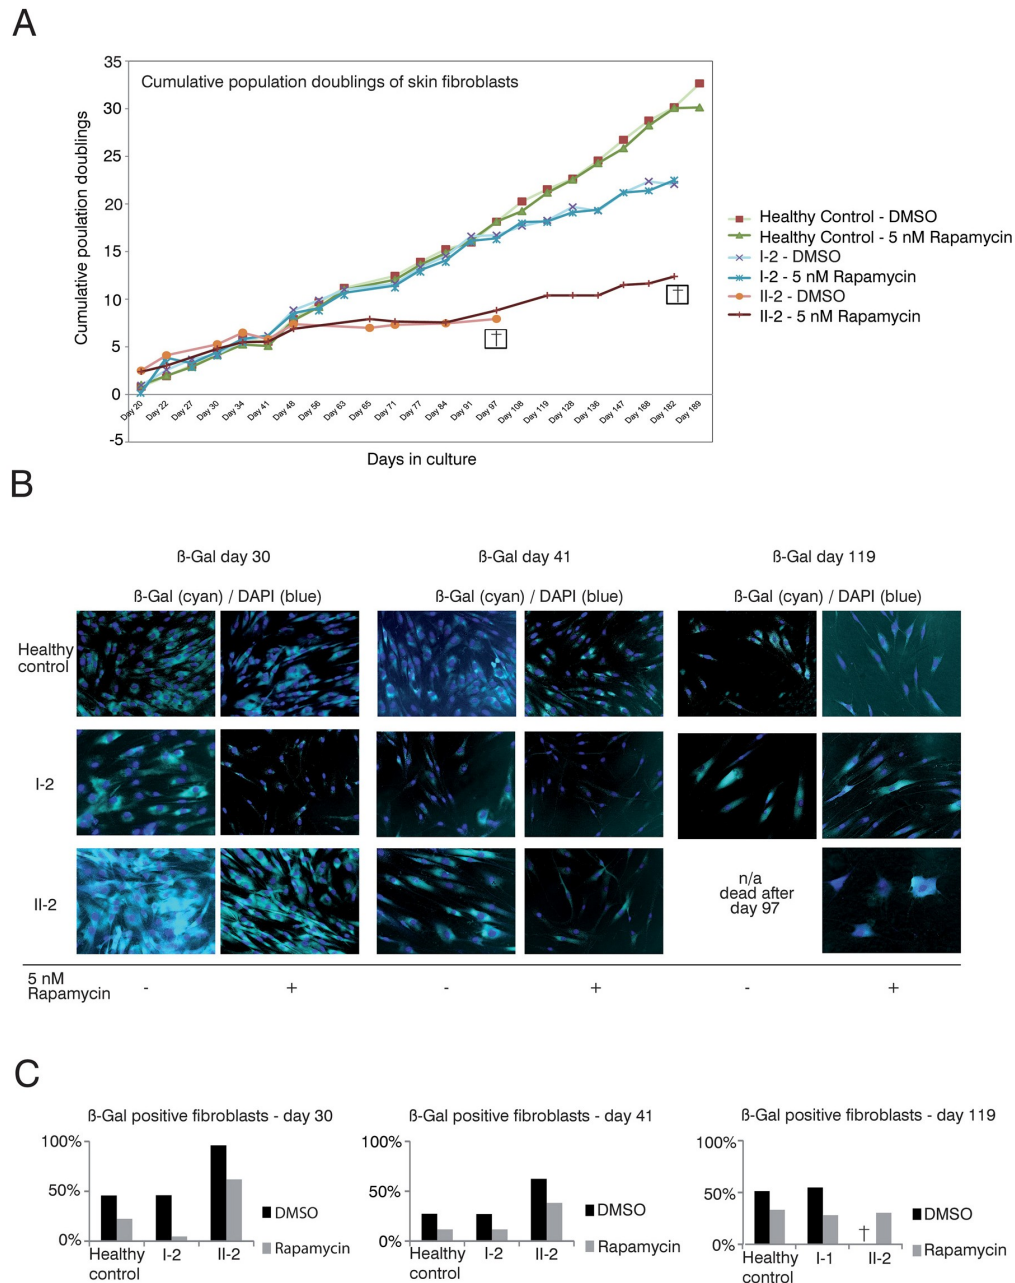 A
Cumulative population doublings of skin fibroblasts
Cumulative poulation doublings
35
30
25
20
15
10
5
0
-5
†
†
Day 20
Day 22
Day 27
Day 30
Day 34
Day 41
Day 48
Day 56
Day 63
Day 65
Day 71
Day 77
Day 84
Day 91
Day 97
Day 108
Day 119
Day 128
Day 136
Day 147
Day 168
Day 182
Day 189
Days in culture
Healthy Control - DMSO
Healthy Control - 5 nM Rapamycin
I-2 - DMSO
I-2 - 5 nM Rapamycin
II-2 - DMSO
II-2 - 5 nM Rapamycin
B
ß-Gal day 30
ß-Gal day 41
ß-Gal day 119
ß-Gal (cyan) / DAPI (blue)
ß-Gal (cyan) / DAPI (blue)
ß-Gal (cyan) / DAPI (blue)
Healthy
control
I-2
II-2
n/a
dead after
day 97
5 nM
Rapamycin
- + - + - +
C
ß-Gal positive fibroblasts - day 30
100%
50%
0%
Healthy
control
I-2
II-2
DMSO
Rapamycin
ß-Gal positive fibroblasts - day 41
100%
50%
0%
Healthy
control
I-2
II-2
DMSO
Rapamycin
ß-Gal positive fibroblasts - day 119
100%
50%
0%
†
Healthy
control
I-1
II-2
DMSO
Rapamycin